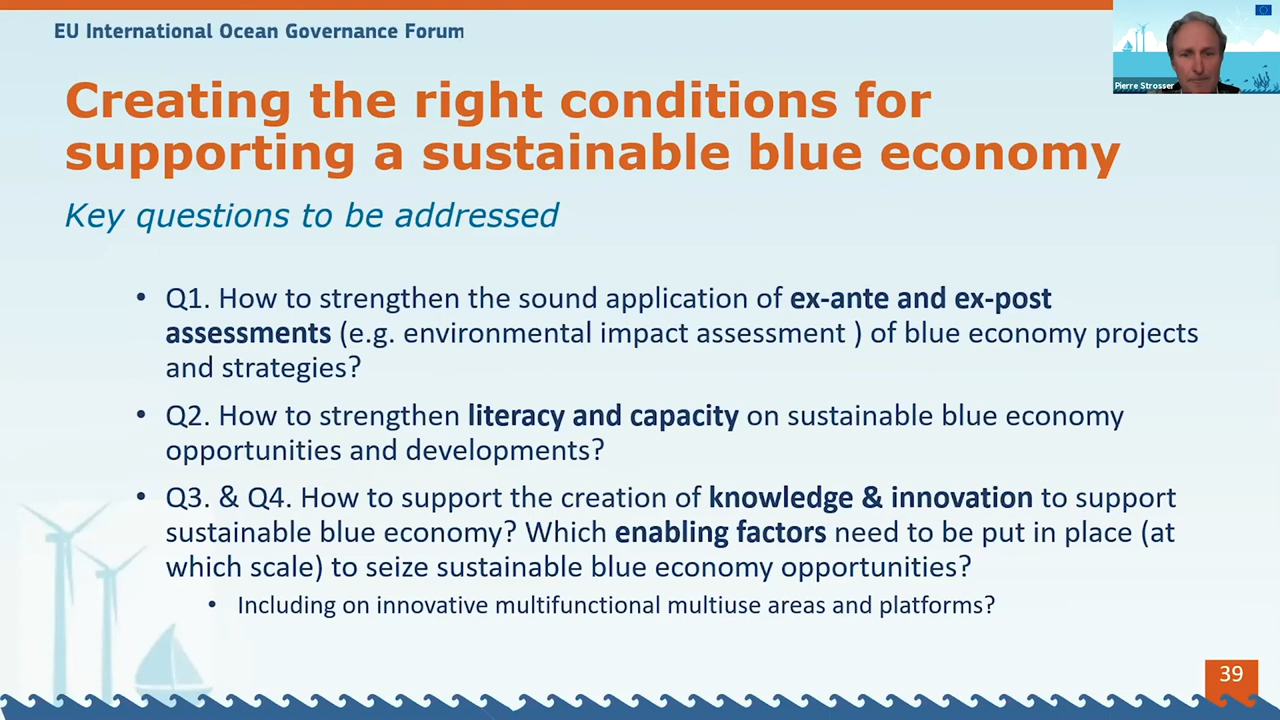 EU International Ocean Governance Forum
Pierre Strosser
Creating the right conditions for
supporting a sustainable blue economy
Key questions to be addressed
• Q1. How to strengthen the sound application of ex-ante and ex-post
assessments (e.g. environmental impact assessment ) of blue economy projects
and strategies?
• Q2. How to strengthen literacy and capacity on sustainable blue economy
opportunities and developments?
• Q3. & Q4. How to support the creation of knowledge & innovation to support
sustainable blue economy? Which enabling factors need to be put in place (at
which scale) to seize sustainable blue economy opportunities?
• Including on innovative multifunctional multiuse areas and platforms?
39